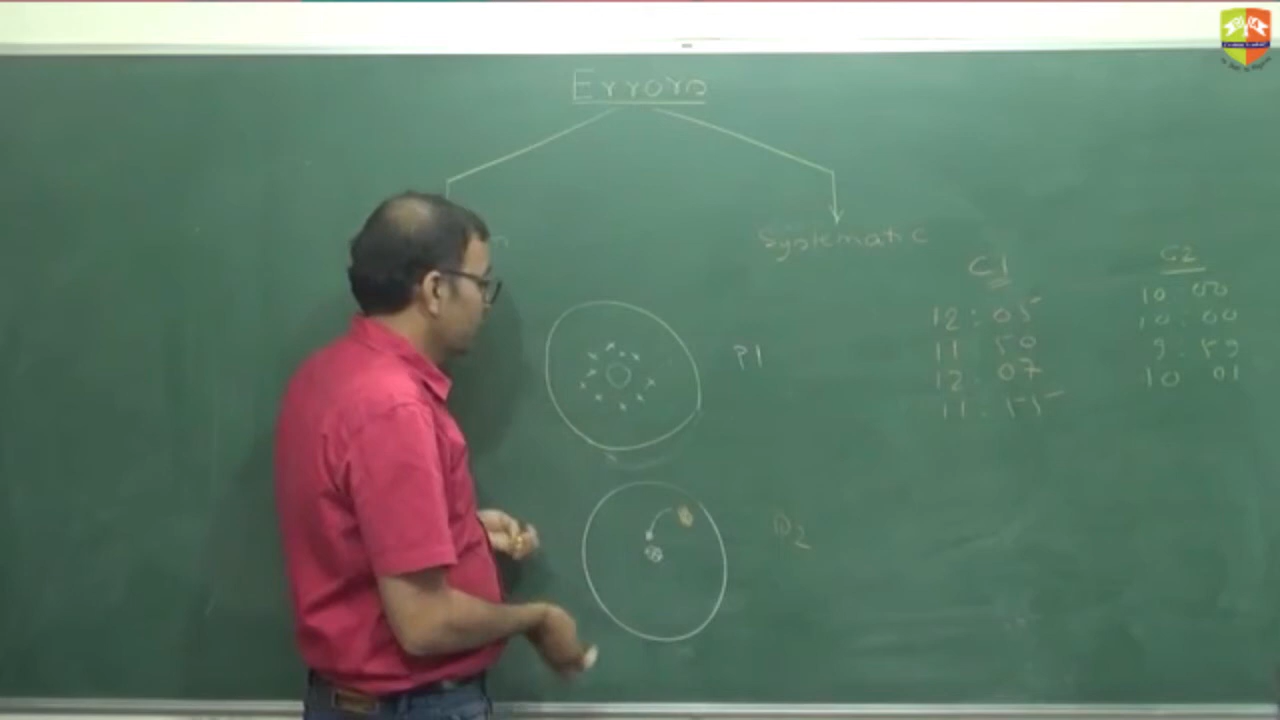 Errors
Systematic
C1
12:05
11 50
12 07
11 55
C2
10 00
10:00
9:59
10 01
P1
P2